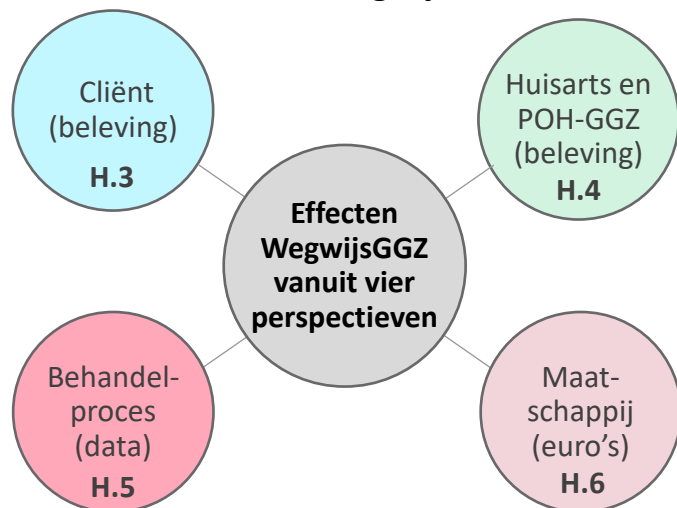 Cliënt
(beleving)
H.3
Huisarts en
POH-GGZ
(beleving)
H.4
Effecten
WegwijsGGZ
vanuit vier
perspectieven
Behandel-
proces
(data)
H.5
Maat-
schappij
(euro's)
H.6